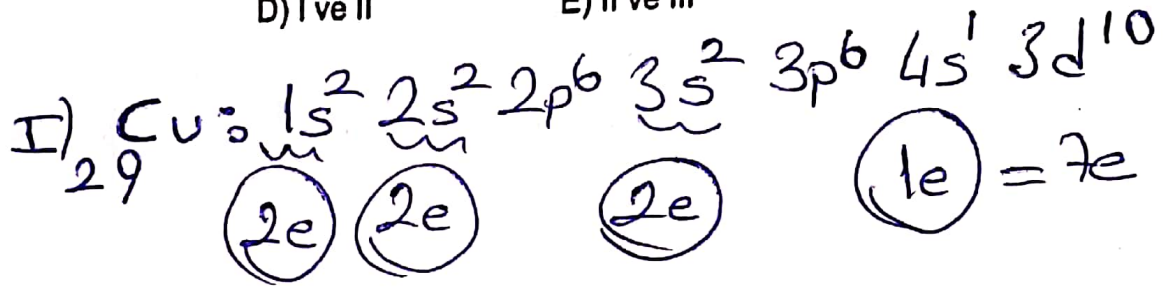 D) I ve II E) II ve III
I) ₂₉Cu: 1s² 2s² 2p⁶ 3s² 3p⁶ 4s¹ 3d¹⁰
2e 2e 2e 1e = 7e